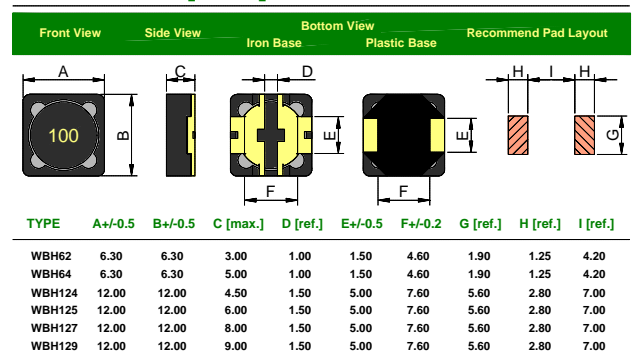 Front View Side View Bottom View Recommend Pad Layout
Iron Base Plastic Base
A C D H I H
100 B E E G
F F
TYPE A+/-0.5 B+/-0.5 C [max.] D [ref.] E+/-0.5 F+/-0.2 G [ref.] H [ref.] I [ref.]
WBH62 6.30 6.30 3.00 1.00 1.50 4.60 1.90 1.25 4.20
WBH64 6.30 6.30 5.00 1.00 1.50 4.60 1.90 1.25 4.20
WBH124 12.00 12.00 4.50 1.50 5.00 7.60 5.60 2.80 7.00
WBH125 12.00 12.00 6.00 1.50 5.00 7.60 5.60 2.80 7.00
WBH127 12.00 12.00 8.00 1.50 5.00 7.60 5.60 2.80 7.00
WBH129 12.00 12.00 9.00 1.50 5.00 7.60 5.60 2.80 7.00